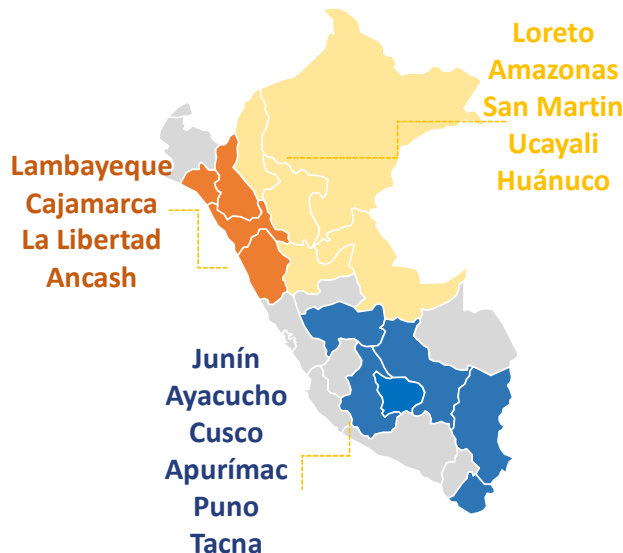 Loreto
Amazonas
San Martin
Ucayali
Huánuco
Lambayeque
Cajamarca
La Libertad
Ancash
Junín
Ayacucho
Cusco
Apurímac
Puno
Tacna